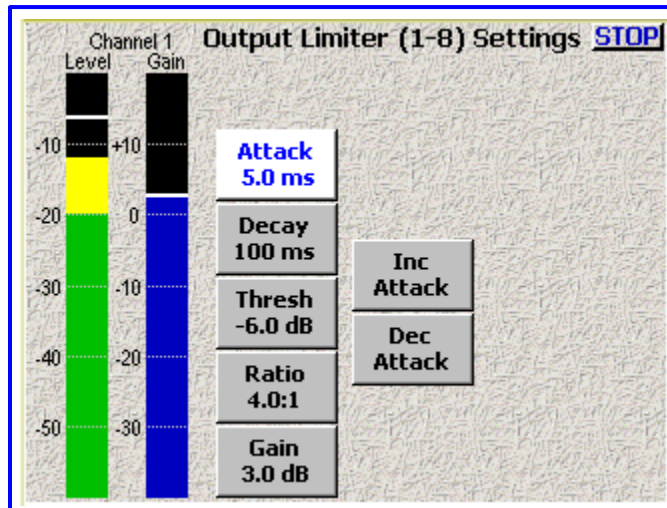 Output Limiter (1-8) Settings STOP
Channel 1
Level Gain
-10 +10
-20 0
-30 -10
-40 -20
-50 -30
Attack
5.0 ms
Decay
100 ms
Thresh
-6.0 dB
Ratio
4.0:1
Gain
3.0 dB
Inc
Attack
Dec
Attack